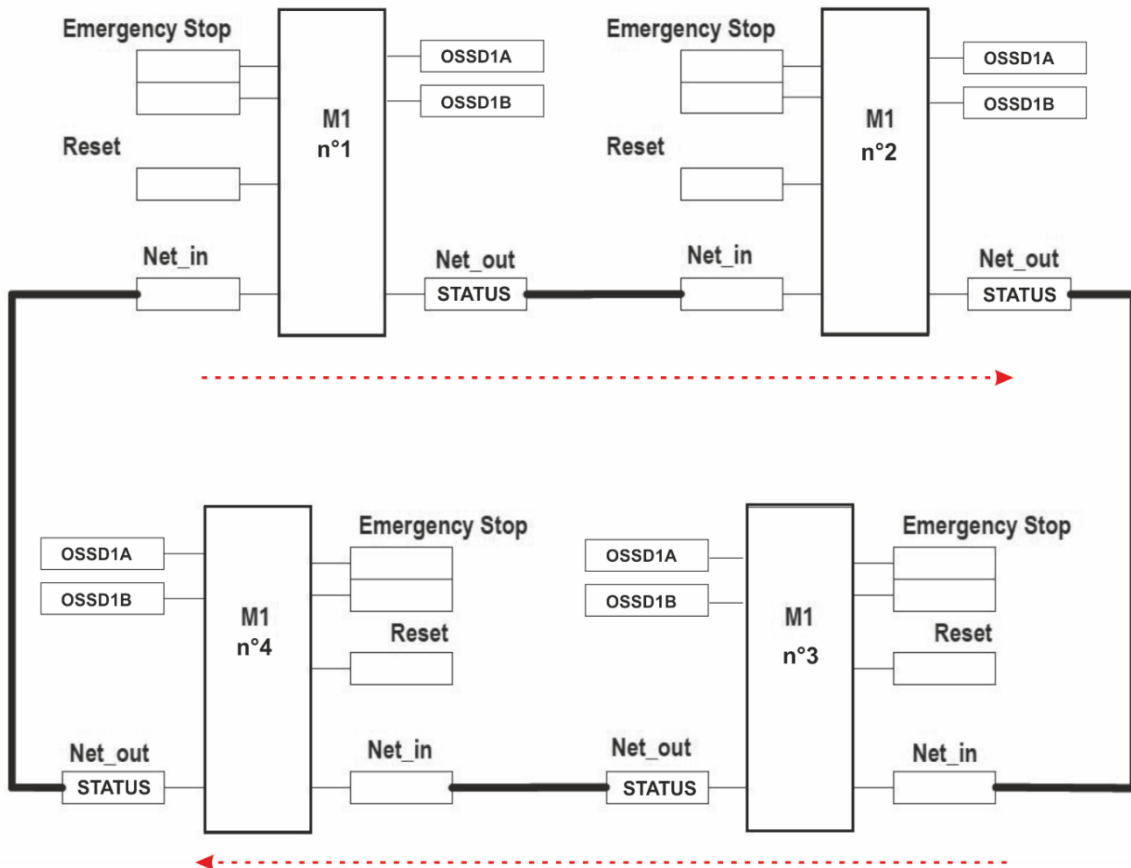 Emergency Stop
OSSD1A
OSSD1B
M1
n°1
Reset
Net_in
Net_out
STATUS
Emergency Stop
OSSD1A
OSSD1B
M1
n°2
Reset
Net_in
Net_out
STATUS
OSSD1A
OSSD1B
M1
n°4
Emergency Stop
Reset
Net_out
STATUS
Net_in
OSSD1A
OSSD1B
M1
n°3
Emergency Stop
Reset
Net_out
STATUS
Net_in